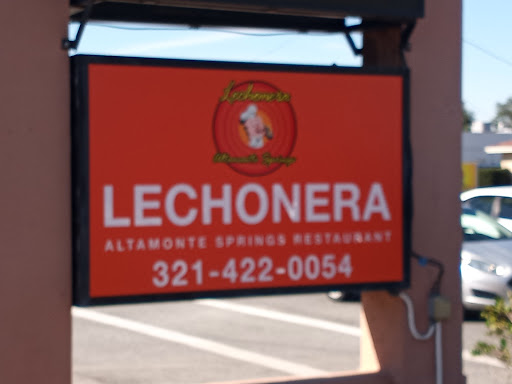 Lechonera
Altamonte Springs
LECHONERA
ALTAMONTE SPRINGS RESTAURANT
321-422-0054